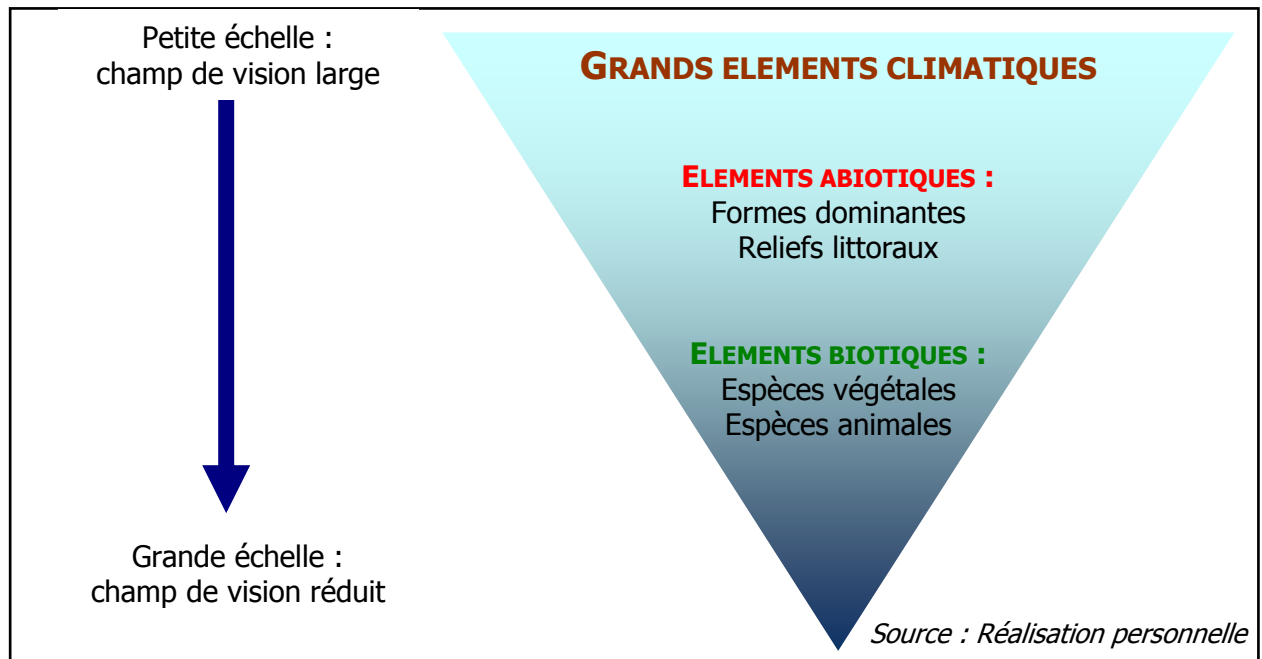 Petite échelle :
champ de vision large
GRANDS ELEMENTS CLIMATIQUES
ELEMENTS ABIOTIQUES :
Formes dominantes
Reliefs littoraux
ELEMENTS BIOTIQUES :
Espèces végétales
Espèces animales
Grande échelle :
champ de vision réduit
Source : Réalisation personnelle